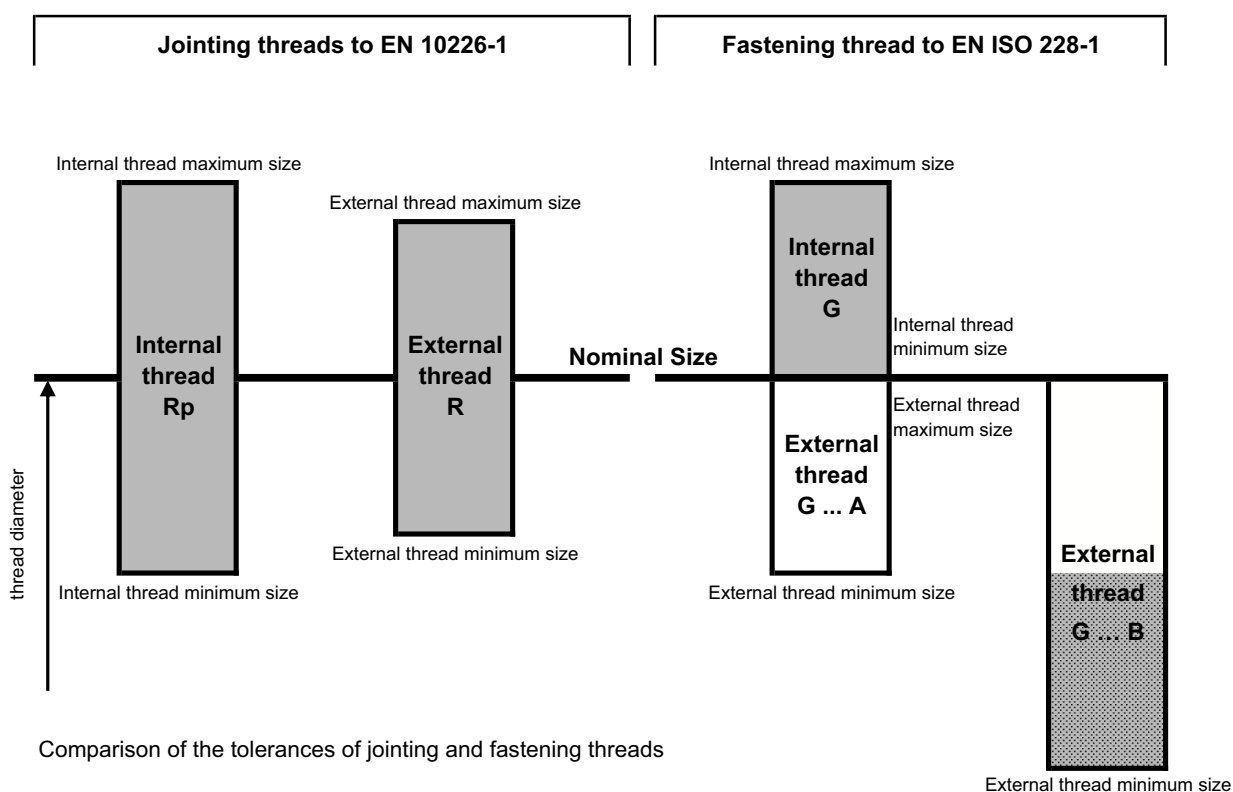 Jointing threads to EN 10226-1
Fastening thread to EN ISO 228-1
Internal thread maximum size
External thread maximum size
Internal
thread
Rp
External
thread
R
Internal thread minimum size
External thread minimum size
thread diameter
Nominal Size
Internal thread maximum size
Internal
thread
G
Internal thread
minimum size
External thread
maximum size
External
thread
G ... A
External thread minimum size
External
thread
G ... B
External thread minimum size
Comparison of the tolerances of jointing and fastening threads